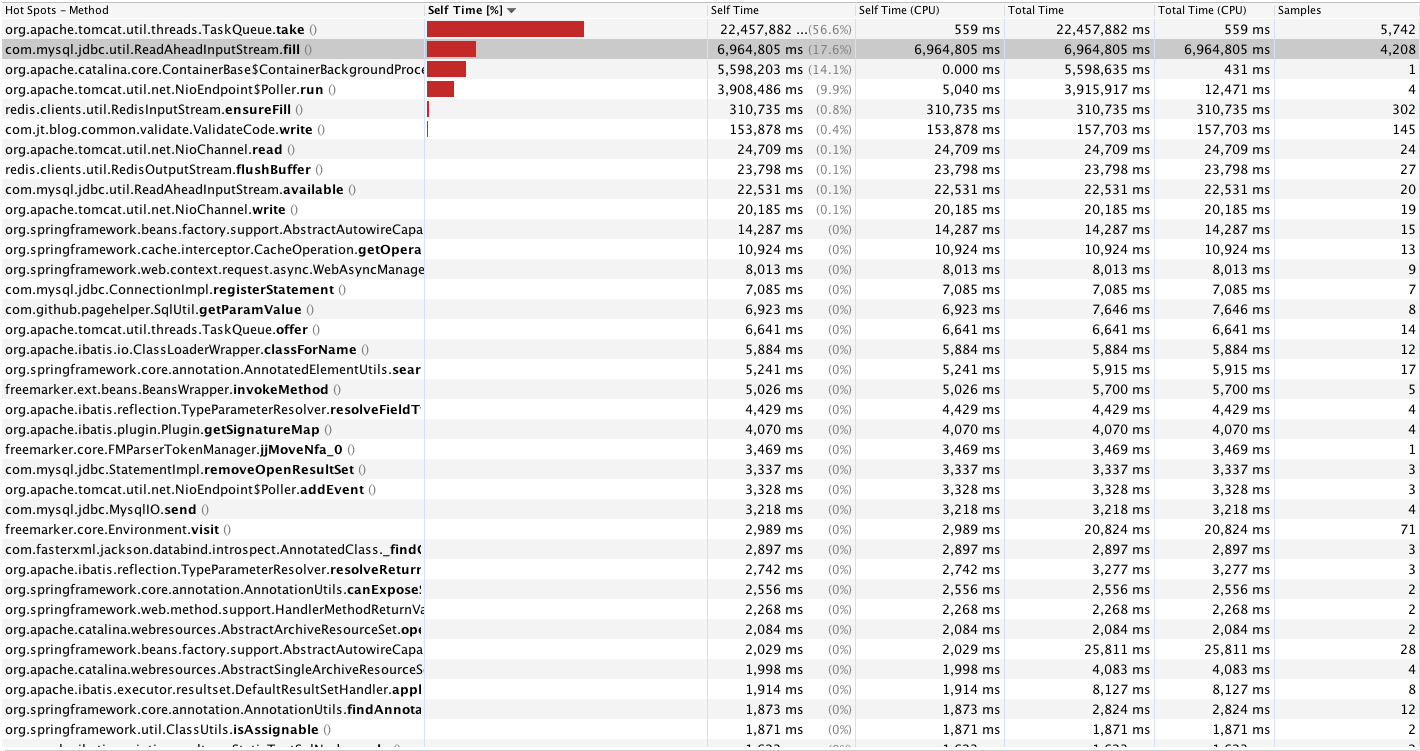 Hot Spots – Method Self Time [%] Self Time Self Time (CPU) Total Time Total Time (CPU) Samples
org.apache.tomcat.util.threads.TaskQueue.take () 22,457,882 ...(56.6%) 559 ms 22,457,882 ms 559 ms 5,742
com.mysql.jdbc.util.ReadAheadInputStream.fill () 6,964,805 ms (17.6%) 6,964,805 ms 6,964,805 ms 6,964,805 ms 4,208
org.apache.catalina.core.ContainerBase$ContainerBackgroundProce 5,598,203 ms (14.1%) 0.000 ms 5,598,635 ms 431 ms 1
org.apache.tomcat.util.net.NioEndpoint$Poller.run () 3,908,486 ms (9.9%) 5,040 ms 3,915,917 ms 12,471 ms 4
redis.clients.util.RedisInputStream.ensureFill () 310,735 ms (0.8%) 310,735 ms 310,735 ms 310,735 ms 302
com.jt.blog.common.validate.ValidateCode.write () 153,878 ms (0.4%) 153,878 ms 157,703 ms 157,703 ms 145
org.apache.tomcat.util.net.NioChannel.read () 24,709 ms (0.1%) 24,709 ms 24,709 ms 24,709 ms 24
redis.clients.util.RedisOutputStream.flushBuffer () 23,798 ms (0.1%) 23,798 ms 23,798 ms 23,798 ms 27
com.mysql.jdbc.util.ReadAheadInputStream.available () 22,531 ms (0.1%) 22,531 ms 22,531 ms 22,531 ms 20
org.apache.tomcat.util.net.NioChannel.write () 20,185 ms (0.1%) 20,185 ms 20,185 ms 20,185 ms 19
org.springframework.beans.factory.support.AbstractAutowireCapa 14,287 ms (0%) 14,287 ms 14,287 ms 14,287 ms 15
org.springframework.cache.interceptor.CacheOperation.getOpera 10,924 ms (0%) 10,924 ms 10,924 ms 10,924 ms 13
org.springframework.web.context.request.async.WebAsyncManage 8,013 ms (0%) 8,013 ms 8,013 ms 8,013 ms 9
com.mysql.jdbc.ConnectionImpl.registerStatement () 7,085 ms (0%) 7,085 ms 7,085 ms 7,085 ms 7
com.github.pagehelper.SqlUtil.getParamValue () 6,923 ms (0%) 6,923 ms 7,646 ms 7,646 ms 8
org.apache.tomcat.util.threads.TaskQueue.offer () 6,641 ms (0%) 6,641 ms 6,641 ms 6,641 ms 14
org.apache.ibatis.io.ClassLoaderWrapper.classForName () 5,884 ms (0%) 5,884 ms 5,884 ms 5,884 ms 12
org.springframework.core.annotation.AnnotatedElementUtils.sear 5,241 ms (0%) 5,241 ms 5,915 ms 5,915 ms 17
freemarker.ext.beans.BeansWrapper.invokeMethod () 5,026 ms (0%) 5,026 ms 5,700 ms 5,700 ms 5
org.apache.ibatis.reflection.TypeParameterResolver.resolveFieldT 4,429 ms (0%) 4,429 ms 4,429 ms 4,429 ms 4
org.apache.ibatis.plugin.Plugin.getSignatureMap () 4,070 ms (0%) 4,070 ms 4,070 ms 4,070 ms 4
freemarker.core.FMParserTokenManager.jjMoveNfa_0 () 3,469 ms (0%) 3,469 ms 3,469 ms 3,469 ms 1
com.mysql.jdbc.StatementImpl.removeOpenResultSet () 3,337 ms (0%) 3,337 ms 3,337 ms 3,337 ms 3
org.apache.tomcat.util.net.NioEndpoint$Poller.addEvent () 3,328 ms (0%) 3,328 ms 3,328 ms 3,328 ms 3
com.mysql.jdbc.MysqlIO.send () 3,218 ms (0%) 3,218 ms 3,218 ms 3,218 ms 4
freemarker.core.Environment.visit () 2,989 ms (0%) 2,989 ms 20,824 ms 20,824 ms 71
com.fasterxml.jackson.databind.introspect.AnnotatedClass._find 2,897 ms (0%) 2,897 ms 2,897 ms 2,897 ms 3
org.apache.ibatis.reflection.TypeParameterResolver.resolveReturr 2,742 ms (0%) 2,742 ms 3,277 ms 3,277 ms 3
org.springframework.core.annotation.AnnotationUtils.canExpose 2,556 ms (0%) 2,556 ms 2,556 ms 2,556 ms 2
org.springframework.web.method.support.HandlerMethodReturnVa 2,268 ms (0%) 2,268 ms 2,268 ms 2,268 ms 2
org.apache.catalina.webresources.AbstractArchiveResourceSet.ope 2,084 ms (0%) 2,084 ms 2,084 ms 2,084 ms 2
org.springframework.beans.factory.support.AbstractAutowireCapa 2,029 ms (0%) 2,029 ms 25,811 ms 25,811 ms 28
org.apache.catalina.webresources.AbstractSingleArchiveResourceS 1,998 ms (0%) 1,998 ms 4,083 ms 4,083 ms 4
org.apache.ibatis.executor.resultset.DefaultResultSetHandler.appl 1,914 ms (0%) 1,914 ms 8,127 ms 8,127 ms 8
org.springframework.core.annotation.AnnotationUtils.findAnnota 1,873 ms (0%) 1,873 ms 2,824 ms 2,824 ms 12
org.springframework.util.ClassUtils.isAssignable () 1,871 ms (0%) 1,871 ms 1,871 ms 1,871 ms 2